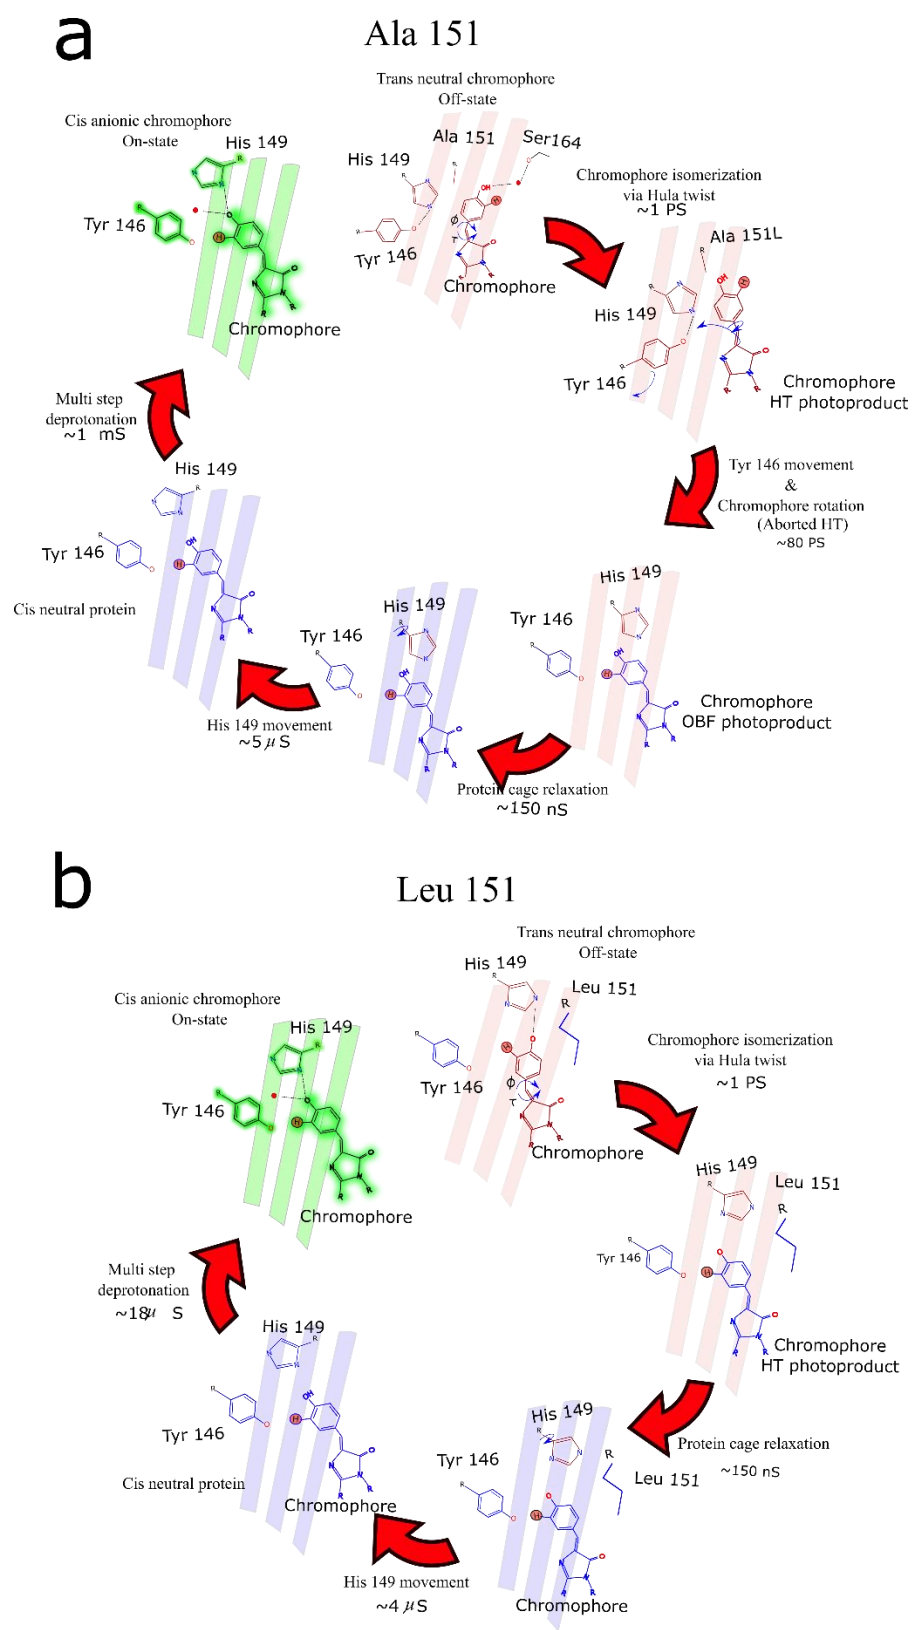 a
Ala 151
Trans neutral chromophore
Off-state
Cis anionic chromophore
On-state
His 149
R
N
N
R
Tyr 146
O
O
H
O
N
N
R
R
Chromophore
Ala 151
Ser164
His 149
R
R
O
N
N
OH
H
R
O
Tyr 146
Φ
τ
O
N
N
R
R
Chromophore
Chromophore isomerization
via Hula twist
~1 PS
Ala 151L
R
OH
H
R
N
N
His 149
O
R
Tyr 146
N
O
N
R
R
Chromophore
HT photoproduct
Tyr 146 movement
&
Chromophore rotation
(Aborted HT)
~80 PS
His 149
R
N
N
Tyr 146
R
O
OH
H
O
N
N
R
R
Chromophore
OBF photoproduct
Protein cage relaxation
~150 nS
His 149
R
N
N
Tyr 146
R
O
OH
H
O
N
N
R
R
His 149 movement
~5 μ S
His 149
R
N
N
Tyr 146
R
O
OH
H
O
N
N
R
R
Cis neutral protein
Multi step
deprotonation
~1 mS
b
Leu 151
Trans neutral chromophore
Off-state
His 149
R
N
N
Leu 151
R
O
H
R
O
Tyr 146
Φ
τ
O
N
N
R
R
Chromophore
Chromophore isomerization
via Hula twist
~1 PS
His 149
R
N
N
Leu 151
R
Tyr 146
R
O
O
H
O
N
N
R
R
Chromophore
HT photoproduct
Protein cage relaxation
~150 nS
His 149
R
N
N
R
Leu 151
Tyr 146
R
O
O
H
O
N
N
R
R
Chromophore
His 149 movement
~4 μ S
His 149
R
N
N
Tyr 146
R
O
OH
H
O
N
N
R
R
Cis neutral protein
Chromophore
Multi step
deprotonation
~18μ S
Cis anionic chromophore
On-state
His 149
R
N
N
Tyr 146
R
O
O
H
O
N
N
R
R
Chromophore